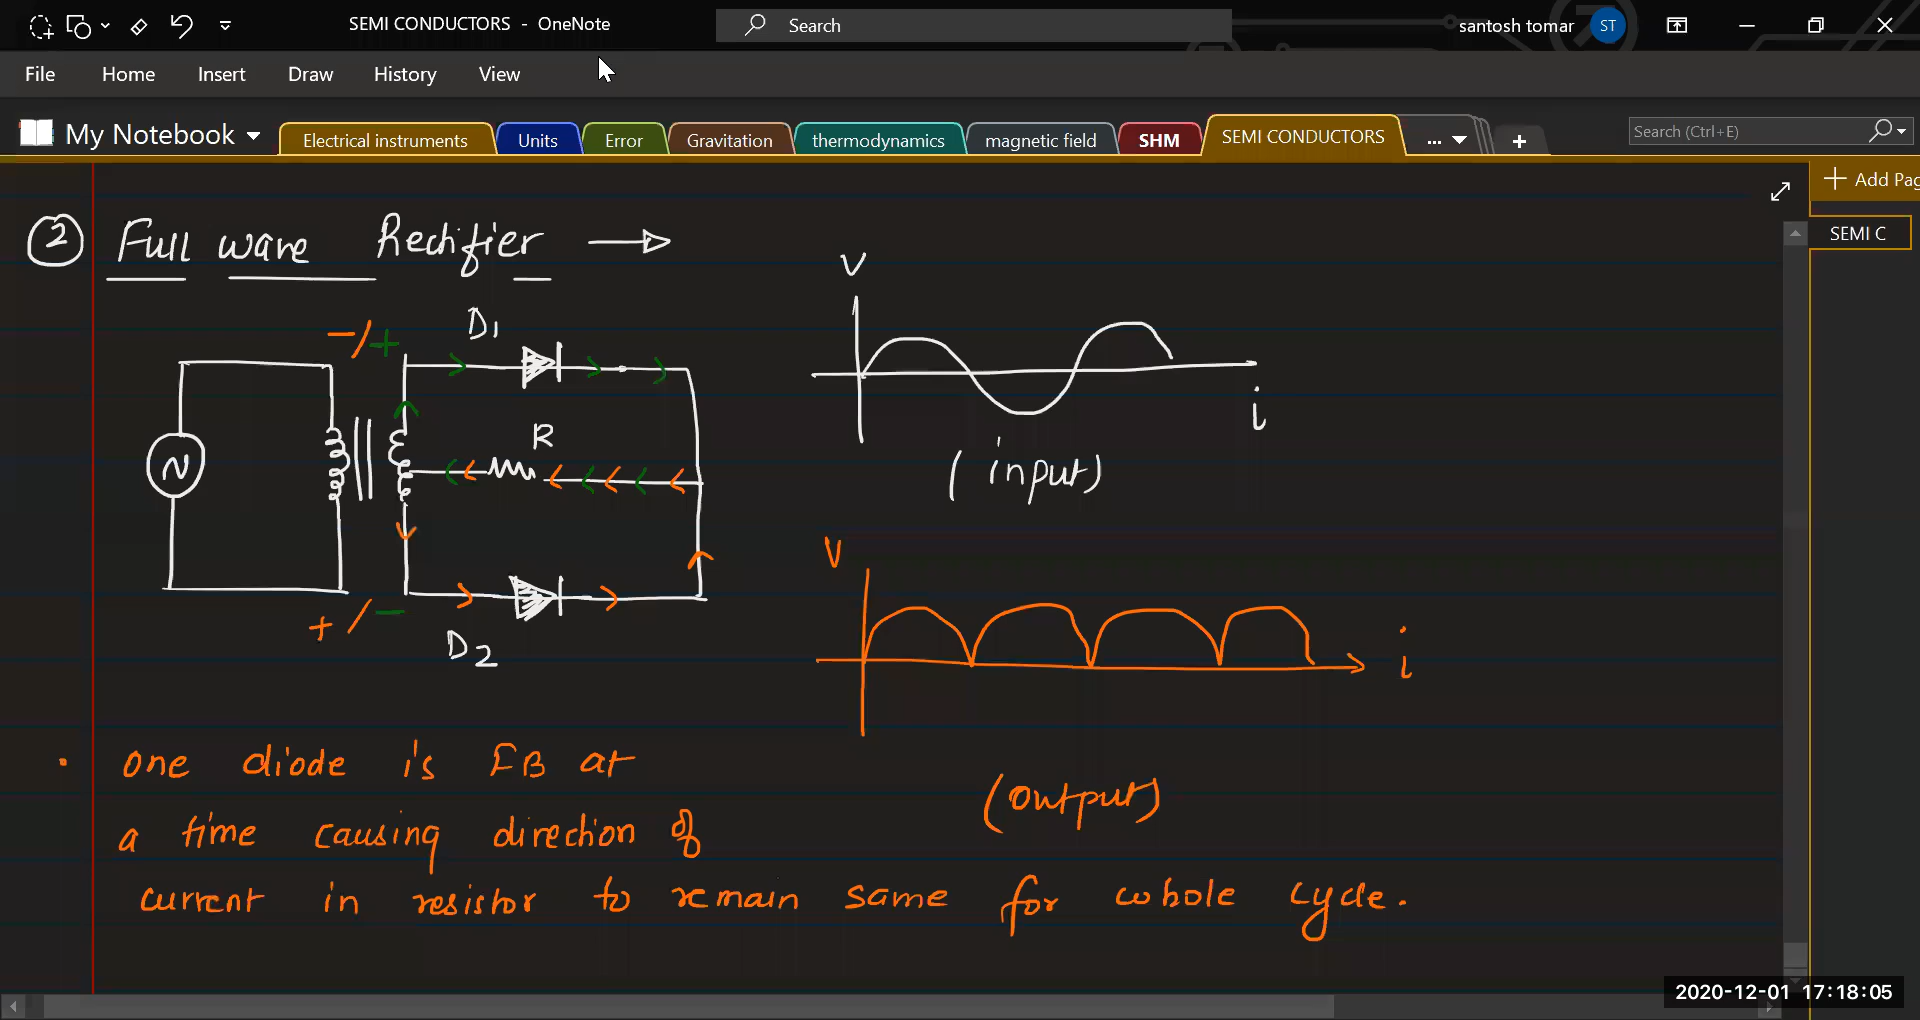 SEMI CONDUCTORS - OneNote
Search
santosh tomar
ST
File Home Insert Draw History View
My Notebook
Electrical instruments
Units
Error
Gravitation
thermodynamics
magnetic field
SHM
SEMI CONDUCTORS
...
+
Search (Ctrl+E)
+ Add Pag
SEMI C
② Full wave Rectifier →
V
i
(input)
-/+
D1
N
R
+/-
D2
V
i
(output)
· one diode is FB at
a time causing direction of
current in resistor to remain same for whole cycle.
2020-12-01 17:18:05